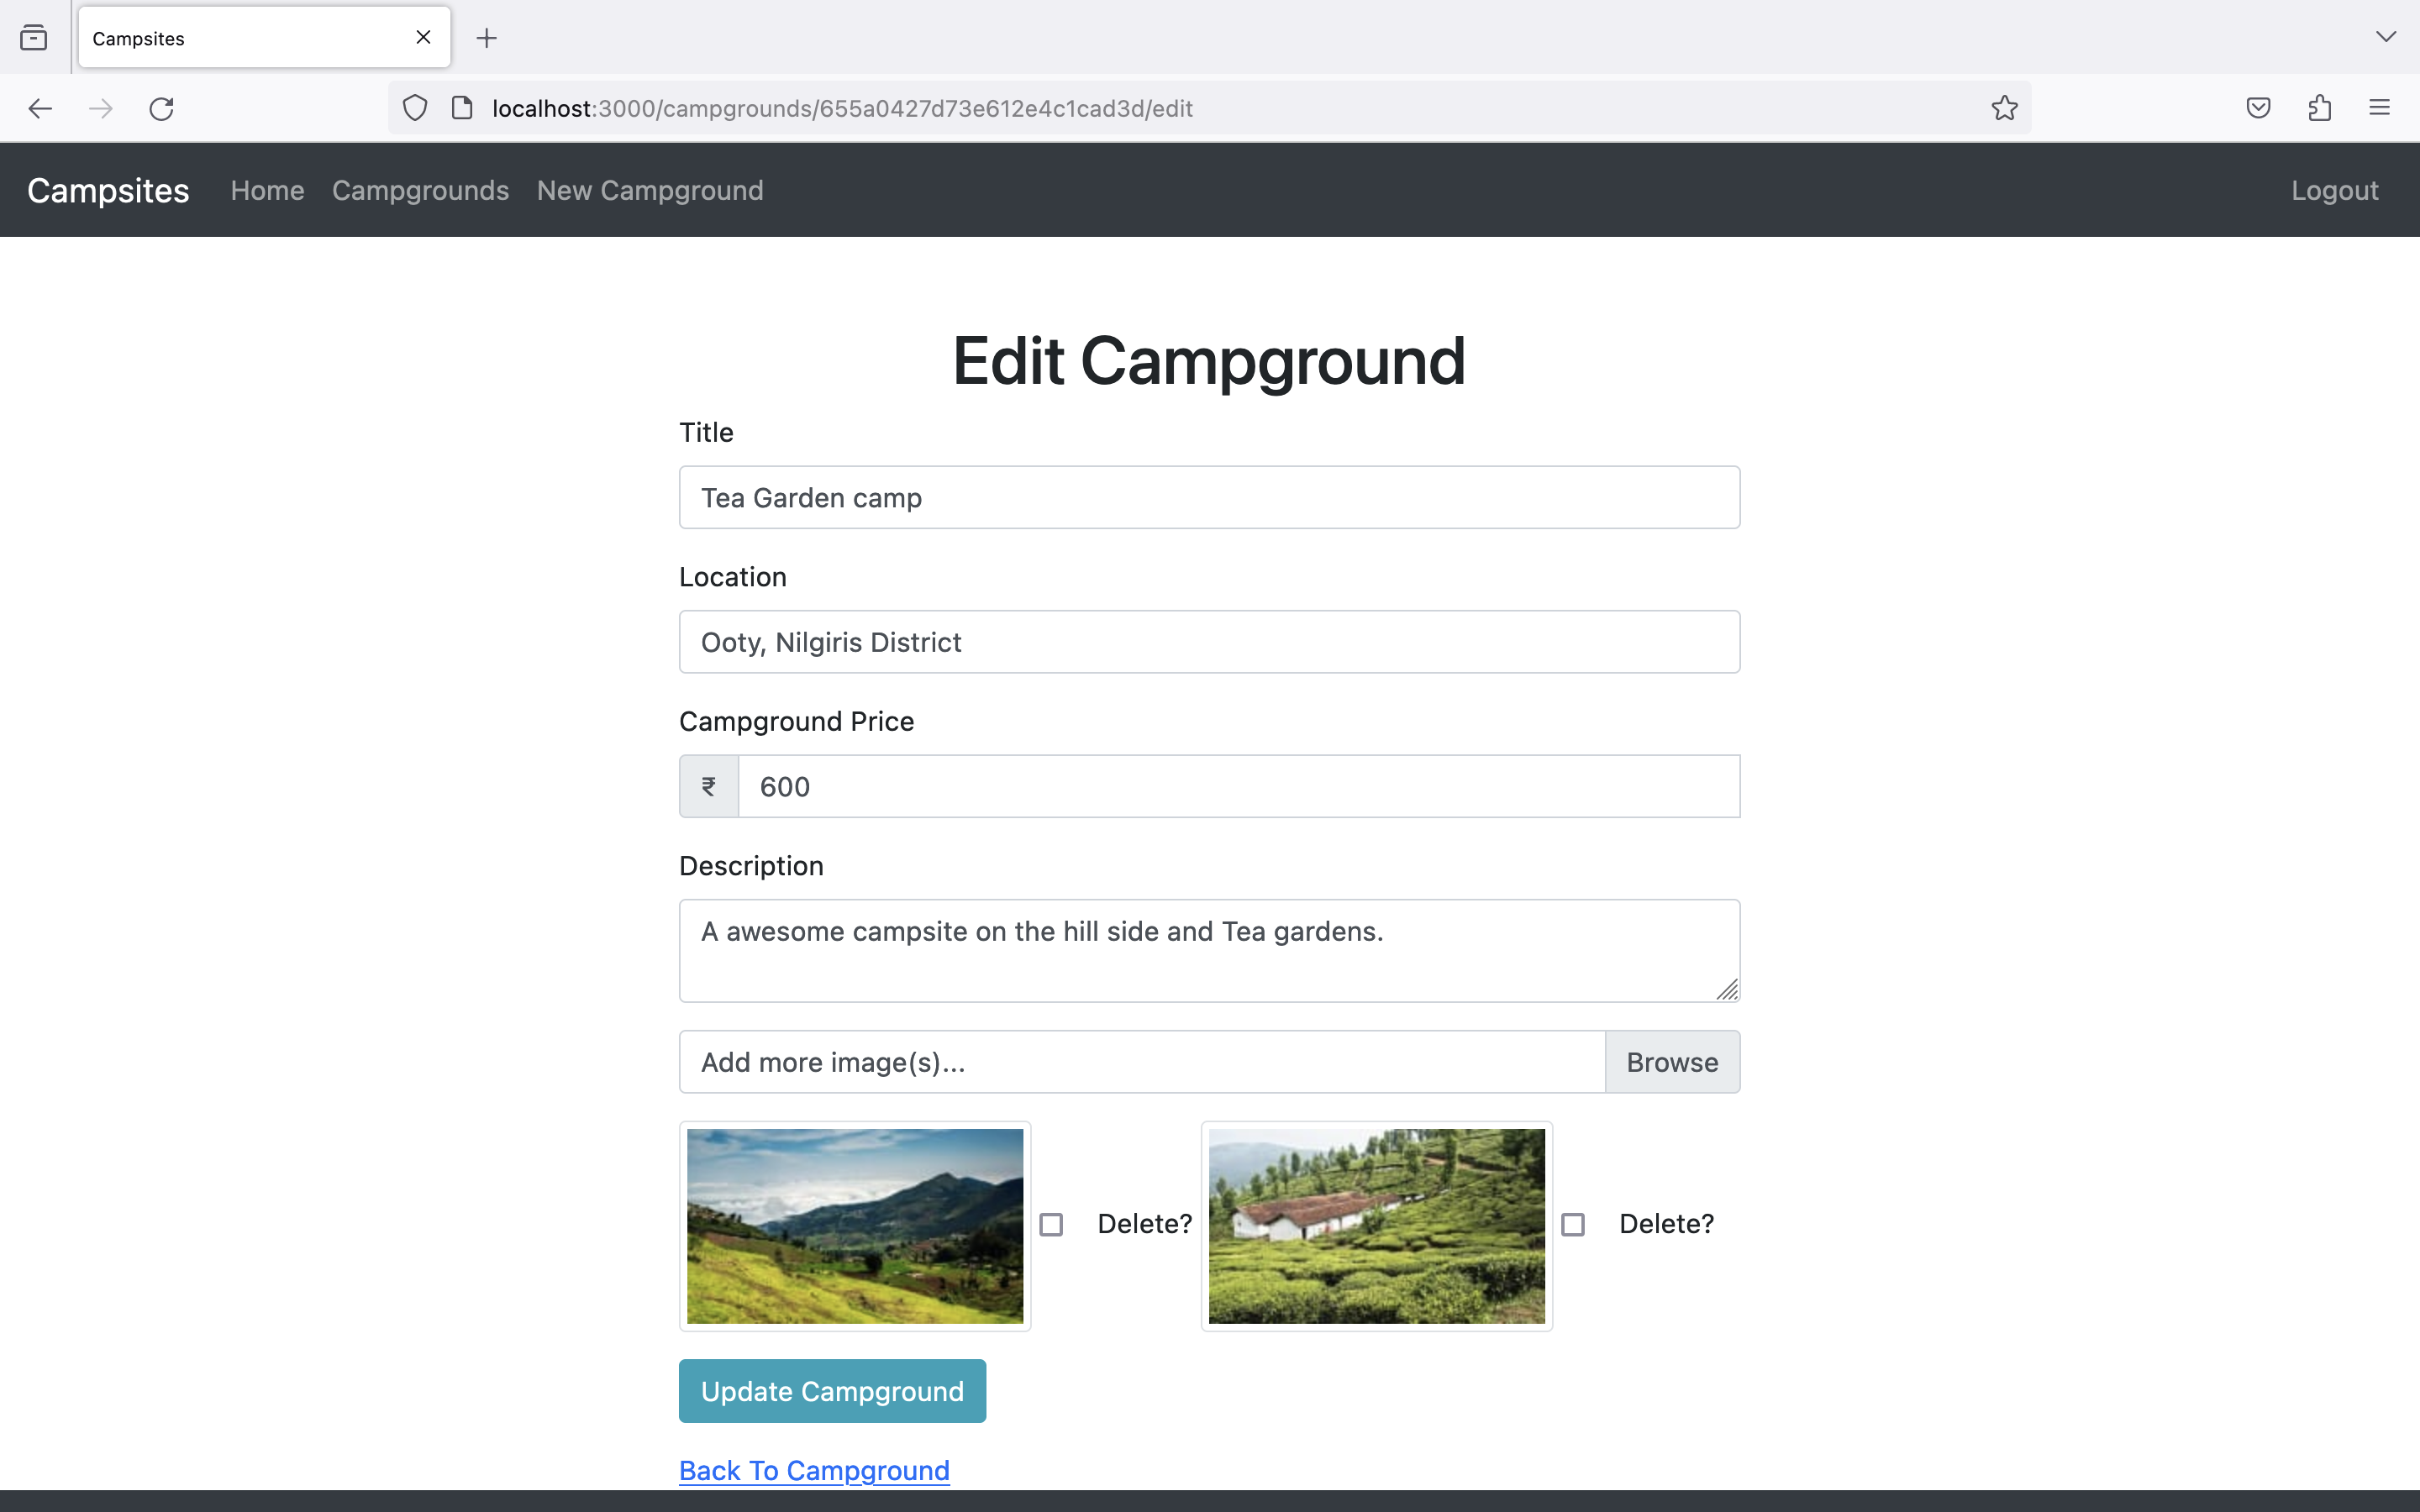 Campsites
localhost:3000/campgrounds/655a0427d73e612e4c1cad3d/edit
Campsites Home Campgrounds New Campground Logout
Edit Campground
Title
Tea Garden camp
Location
Ooty, Nilgiris District
Campground Price
₹ 600
Description
A awesome campsite on the hill side and Tea gardens.
Add more image(s)... Browse
Delete? Delete?
Update Campground
Back To Campground